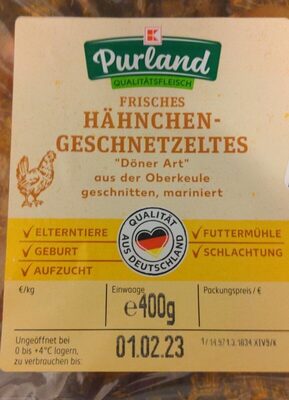 K
Purland
QUALITÄTSFLEISCH
FRISCHES
HÄHNCHEN-
GESCHNETZELTES
"Döner Art"
aus der Oberkeule
geschnitten, mariniert
✓ ELTERNTIERE
✓ GEBURT
✓ AUFZUCHT
QUALITÄT
AUS DEUTSCHLAND
✓ FUTTERMÜHLE
✓ SCHLACHTUNG
€/kg
Einwaage
Packungspreis / €
e400g
Ungeöffnet bei
0 bis +4°C lagern,
zu verbrauchen bis:
01.02.23